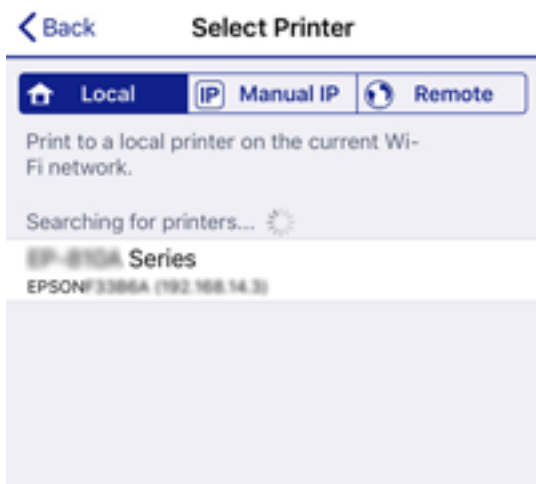 Back Select Printer
Local IP Manual IP Remote
Print to a local printer on the current Wi-
Fi network.
Searching for printers...
Series
EPSON